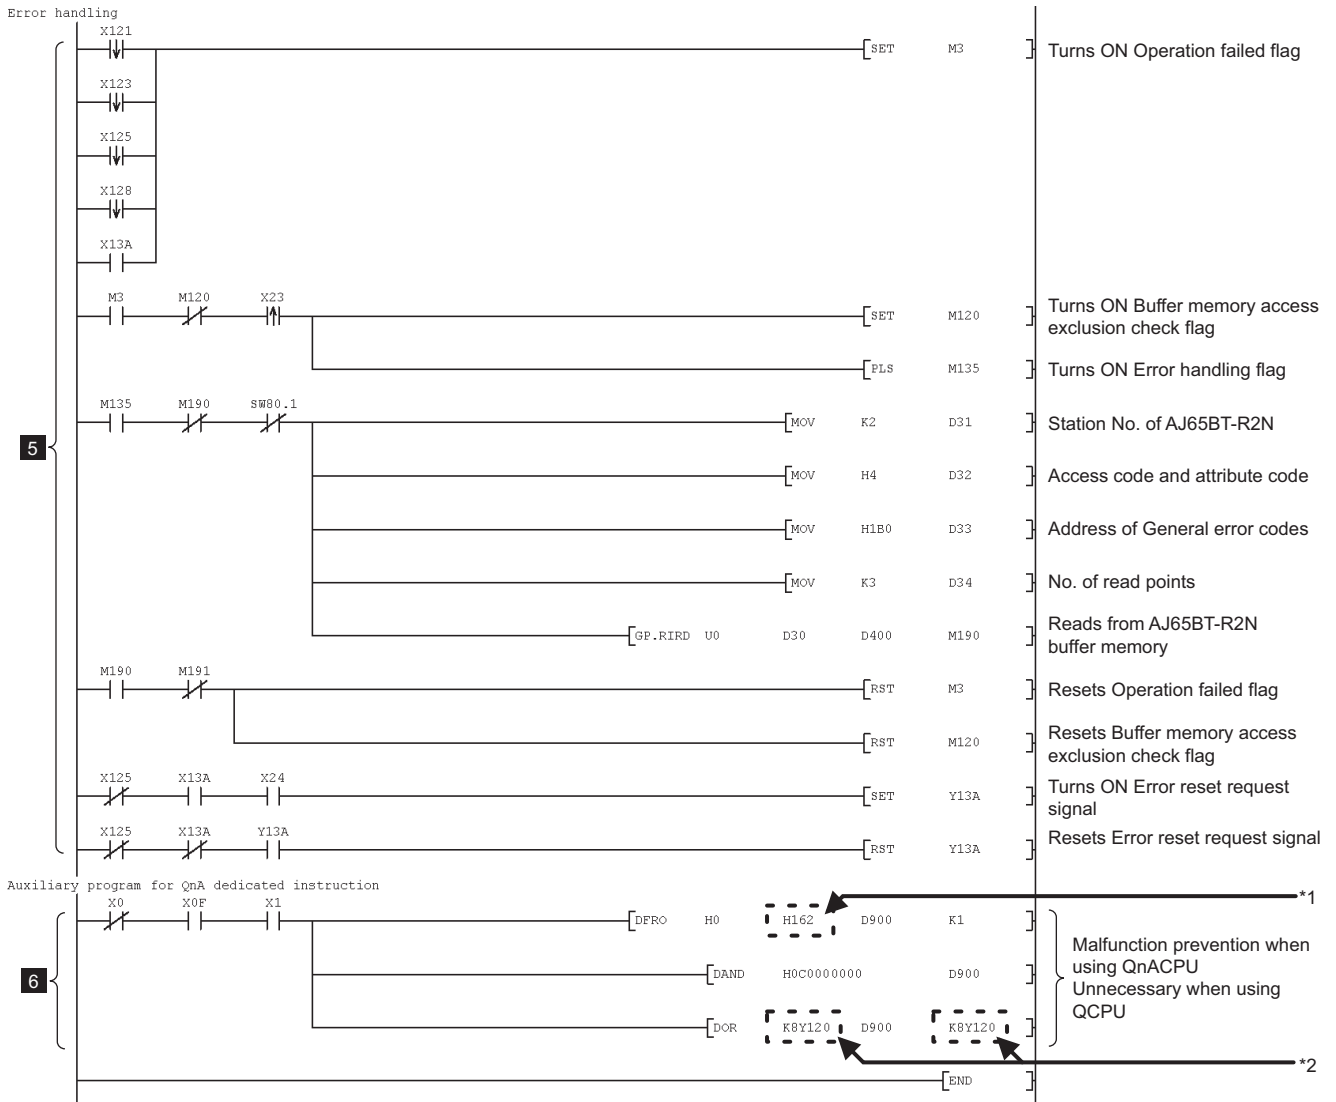 Error handling
X121
SET M3
Turns ON Operation failed flag
X123
X125
X128
X13A
M3 M120 X23
SET M120
Turns ON Buffer memory access
exclusion check flag
PLS M135
Turns ON Error handling flag
M135 M190 SW80.1
MOV K2 D31
Station No. of AJ65BT-R2N
MOV H4 D32
Access code and attribute code
5
MOV H1B0 D33
Address of General error codes
MOV K3 D34
No. of read points
GP.RIRD U0 D30 D400 M190
Reads from AJ65BT-R2N
buffer memory
M190 M191
RST M3
Resets Operation failed flag
RST M120
Resets Buffer memory access
exclusion check flag
X125 X13A X24
SET Y13A
Turns ON Error reset request
signal
X125 X13A Y13A
RST Y13A
Resets Error reset request signal
Auxiliary program for QnA dedicated instruction
X0 X0F X1
*1
DFRO H0 H162 D900 K1
6
DAND H0C0000000 D900
Malfunction prevention when
using QnACPU
Unnecessary when using
QCPU
DOR K8Y120 D900 K8Y120
*2
END